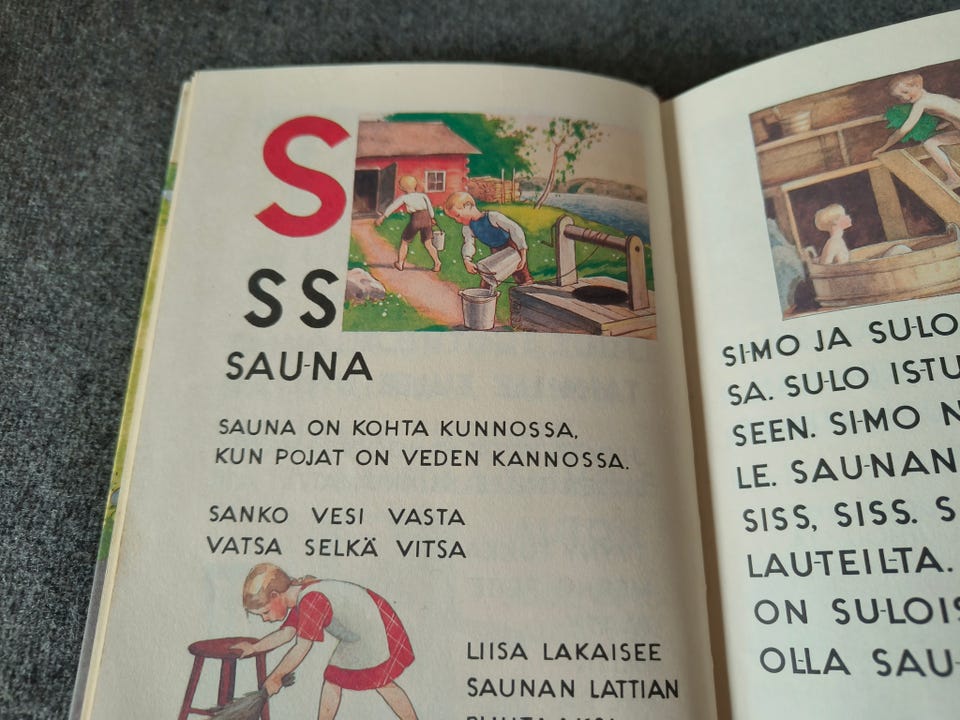 S
SS
SAU-NA
SAUNA ON KOHTA KUNNOSSA,
KUN POJAT ON VEDEN KANNOSSA.
SANKO VESI VASTA
VATSA SELKÄ VITSA
LIISA LAKAISEE
SAUNAN LATTIAN
SI-MO JA SU-LO
SA. SU-LO IS-TU
SEEN. SI-MO N
LE. SAU-NAN
SISS, SISS. S
LAU-TEIL-TA.
ON SU-LOIS
OL-LA SAU-